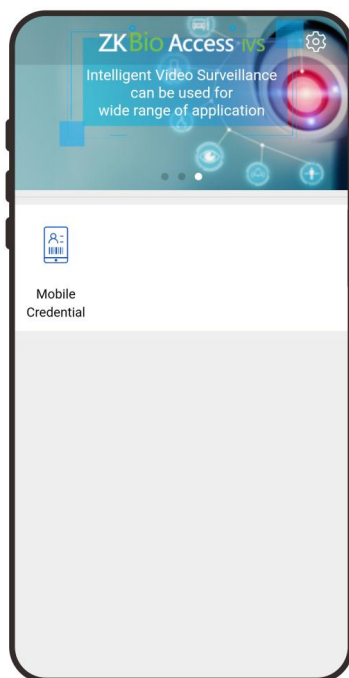 ZKBio Access IVS
Intelligent Video Surveillance
can be used for
wide range of application
Mobile
Credential